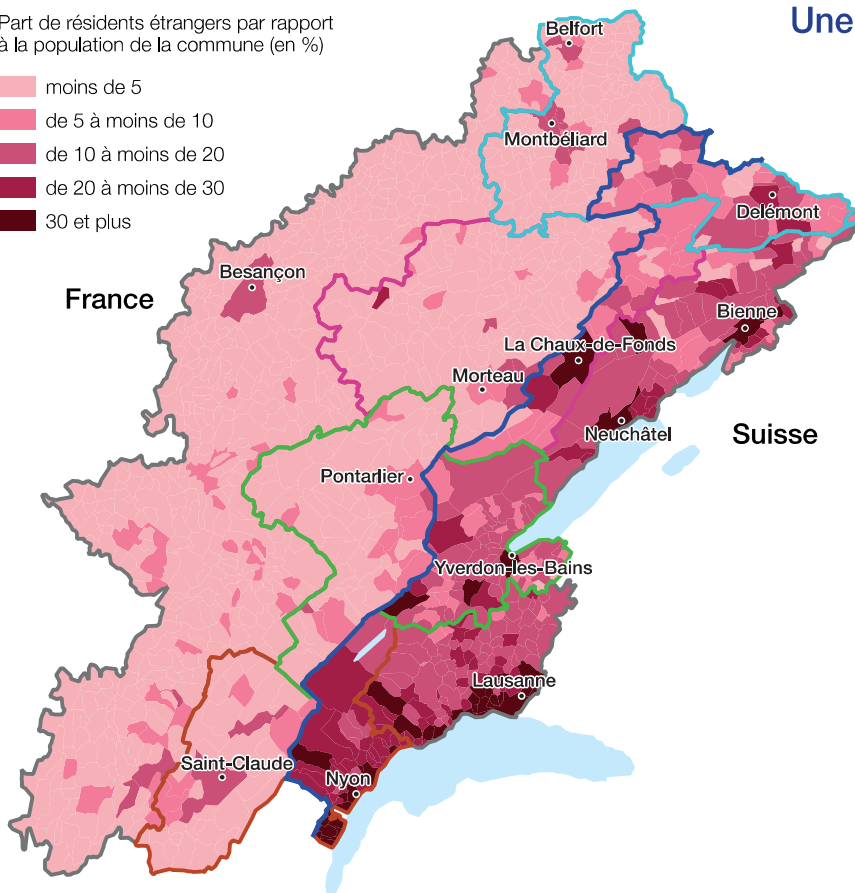 Une
Part de résidents étrangers par rapport
à la population de la commune (en %)
moins de 5
de 5 à moins de 10
de 10 à moins de 20
de 20 à moins de 30
30 et plus
Belfort
Montbéliard
Delémont
Besançon
France
Bienne
La Chaux-de-Fonds
Morteau
Neuchâtel
Suisse
Pontarlier
Yverdon-les-Bains
Lausanne
Saint-Claude
Nyon